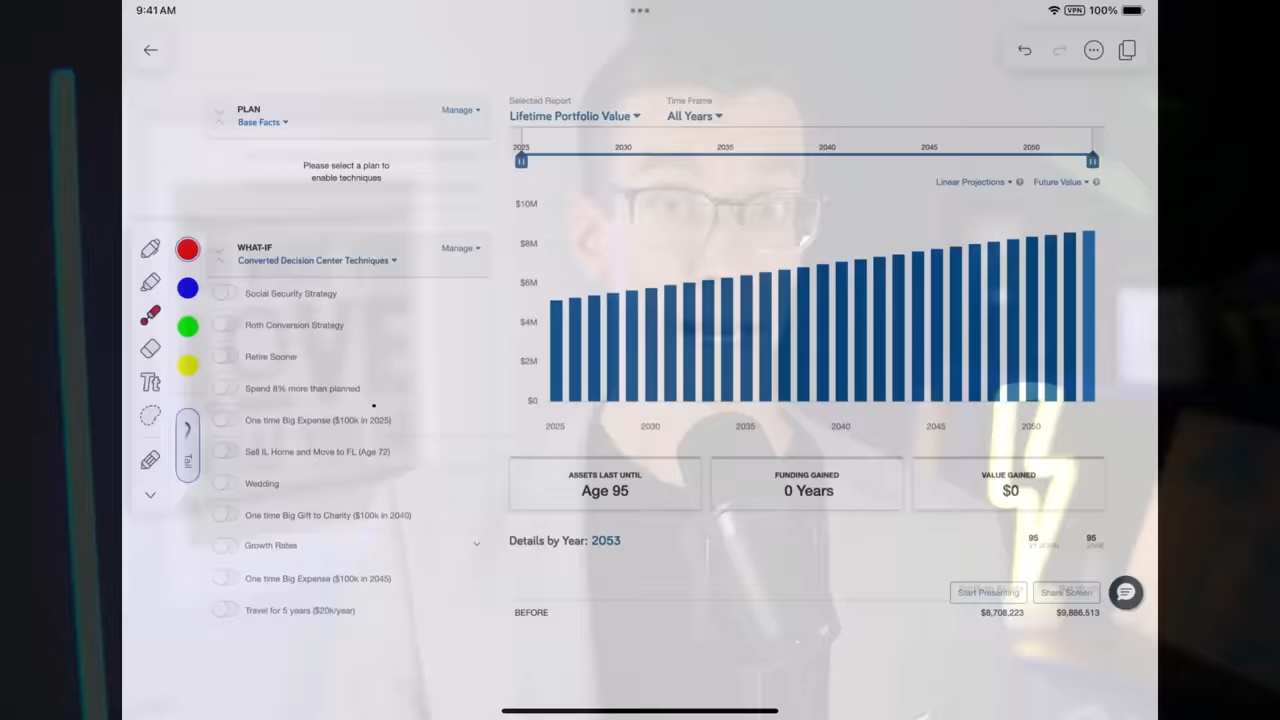 9:41 AM
VPN 100%
PLAN
Manage
Base Facts
Please select a plan to
enable techniques
WHAT-IF
Manage
Converted Decision Center Techniques
Social Security Strategy
Roth Conversion Strategy
Retire Sooner
Spend 8% more than planned
One time Big Expense ($100k in 2025)
Sell IL Home and Move to FL (Age 72)
Wedding
One time Big Gift to Charity ($100k in 2040)
Growth Rates
One time Big Expense ($100k in 2045)
Travel for 5 years ($20k/year)
Tt
Tail
Selected Report
Time Frame
Lifetime Portfolio Value
All Years
2025 2030 2035 2040 2045 2050
Linear Projections
Future Value
$10M
$8M
$6M
$4M
$2M
$0
2025 2030 2035 2040 2045 2050
ASSETS LAST UNTIL
Age 95
FUNDING GAINED
0 Years
VALUE GAINED
$0
Details by Year: 2053
95 95
Start Presenting
Share Screen
BEFORE
$8,708,223
$9,886,513